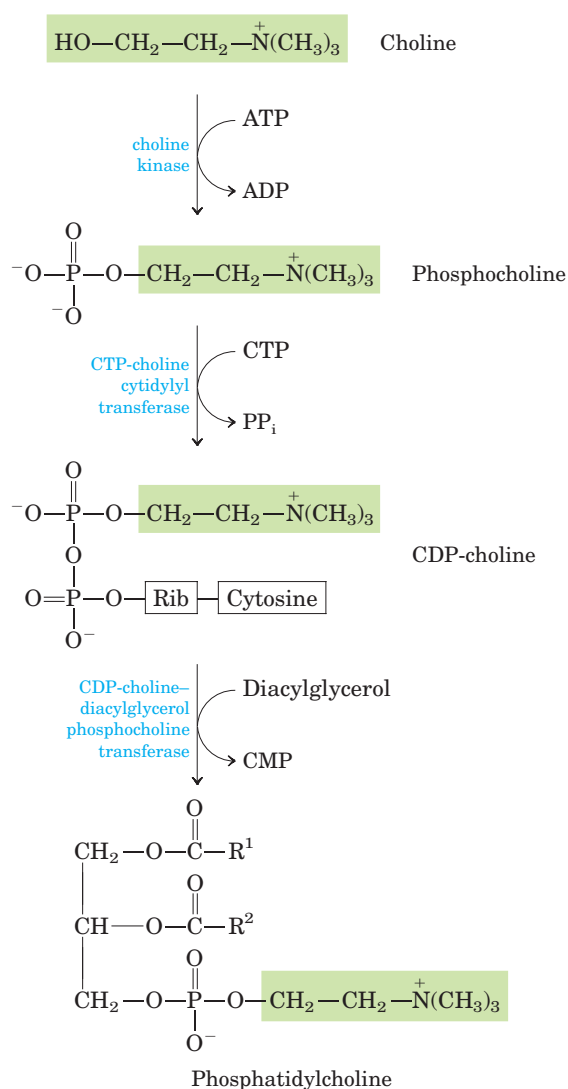 HO—CH₂—CH₂—N⁺(CH₃)₃ Choline
ATP
choline
kinase
ADP
O
⁻O—P—O—CH₂—CH₂—N⁺(CH₃)₃ Phosphocholine
⁻O
CTP
CTP-choline
cytidylyl
transferase
PPᵢ
O
⁻O—P—O—CH₂—CH₂—N⁺(CH₃)₃
O
CDP-choline
O=P—O—Rib—Cytosine
O⁻
CDP-choline–
diacylglycerol
phosphocholine
transferase
Diacylglycerol
CMP
O
CH₂—O—C—R¹
O
CH—O—C—R²
O
CH₂—O—P—O—CH₂—CH₂—N⁺(CH₃)₃
O⁻
Phosphatidylcholine